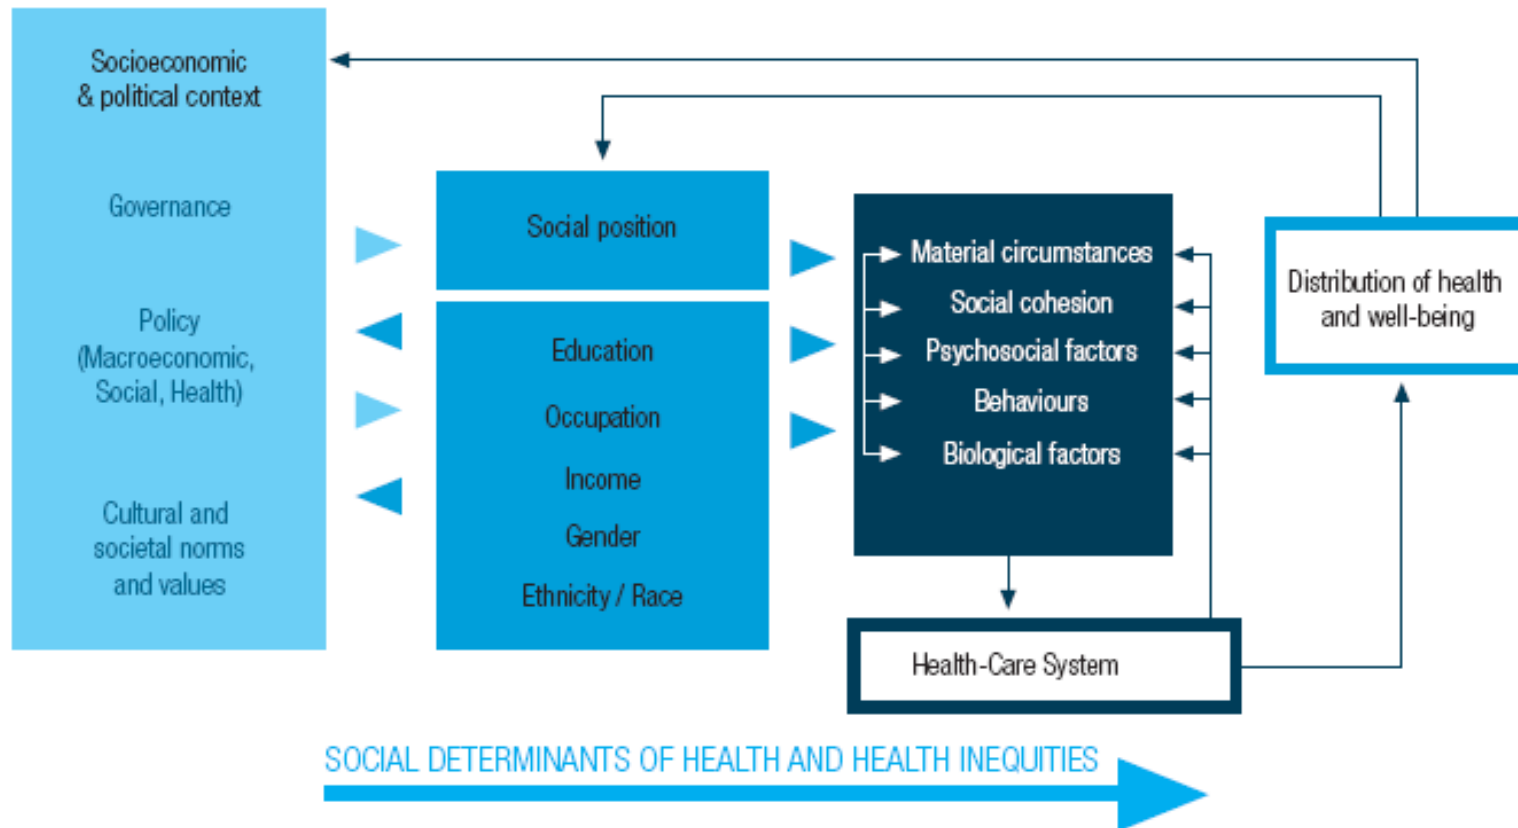 Socioeconomic
& political context
Governance
Policy
(Macroeconomic,
Social, Health)
Cultural and
societal norms
and values
Social position
Education
Occupation
Income
Gender
Ethnicity / Race
Material circumstances
Social cohesion
Psychosocial factors
Behaviours
Biological factors
Health-Care System
Distribution of health
and well-being
SOCIAL DETERMINANTS OF HEALTH AND HEALTH INEQUITIES